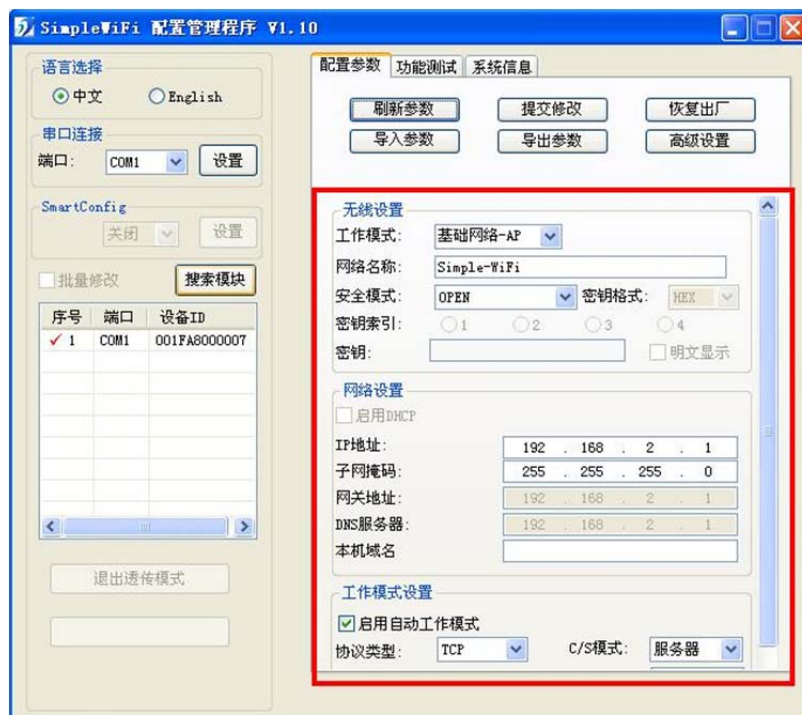 SimpleWiFi 配置管理程序 V1.10
语言选择
中文 English
串口连接
端口: COM1 设置
SmartConfig
关闭 设置
批量修改 搜索模块
序号 端口 设备ID
1 COM1 001FA8000007
退出透传模式
配置参数 功能测试 系统信息
刷新参数 提交修改 恢复出厂
导入参数 导出参数 高级设置
无线设置
工作模式: 基础网络-AP
网络名称: Simple-WiFi
安全模式: OPEN 密钥格式: HEX
密钥索引: 1 2 3 4
密钥: 明文显示
网络设置
启用DHCP
IP地址: 192 . 168 . 2 . 1
子网掩码: 255 . 255 . 255 . 0
网关地址: 192 . 168 . 2 . 1
DNS服务器: 192 . 168 . 2 . 1
本机域名
工作模式设置
启用自动工作模式
协议类型: TCP C/S模式: 服务器